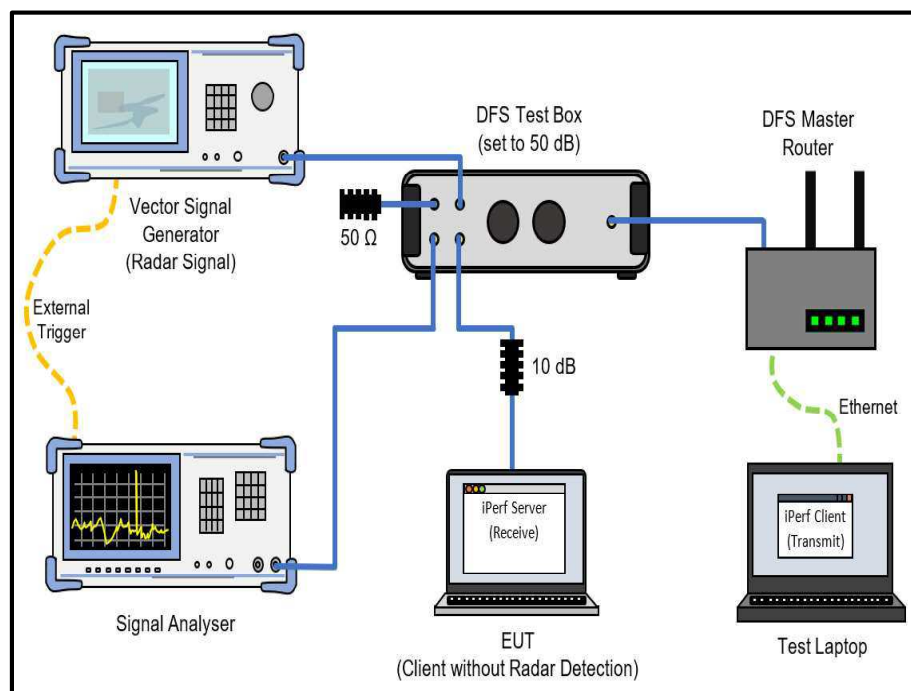 DFS Test Box
(set to 50 dB)
DFS Master
Router
Vector Signal
Generator
(Radar Signal)
50 Ω
External
Trigger
10 dB
Ethernet
iPerf Server
(Receive)
iPerf Client
(Transmit)
Signal Analyser
EUT
(Client without Radar Detection)
Test Laptop